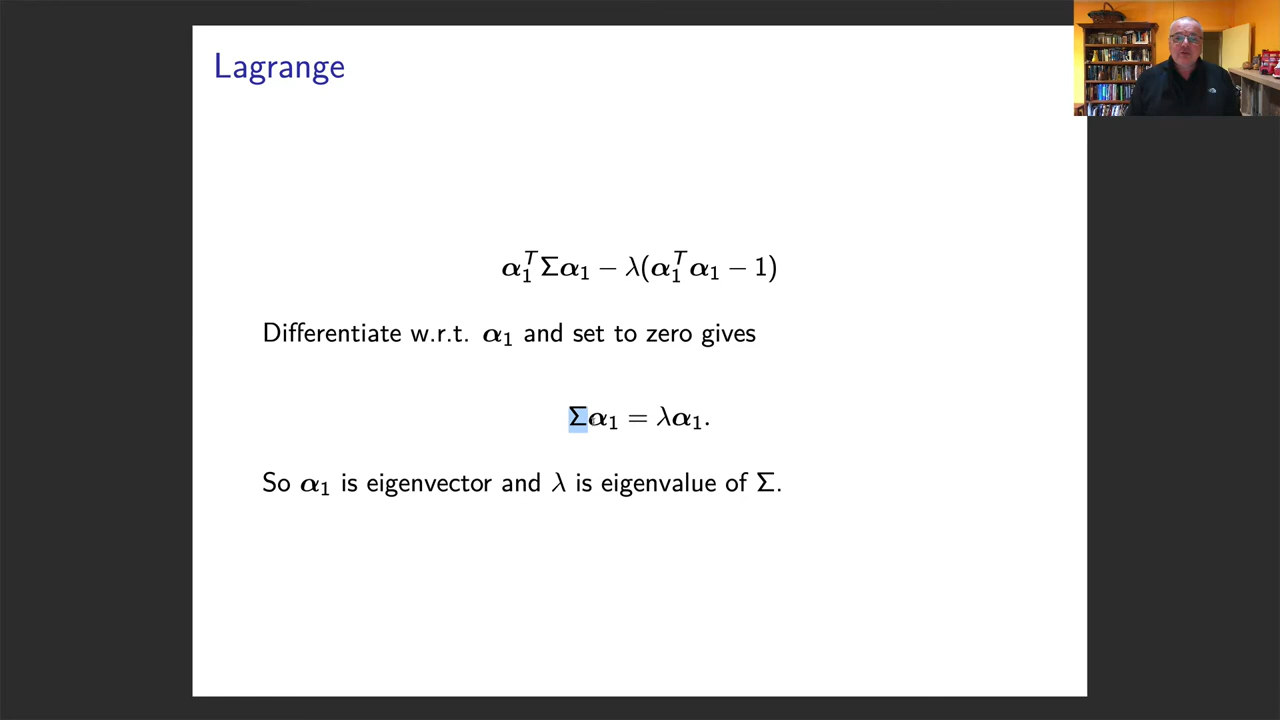 Lagrange
α₁ᵀΣα₁ − λ(α₁ᵀα₁ − 1)
Differentiate w.r.t. α₁ and set to zero gives
Σα₁ = λα₁.
So α₁ is eigenvector and λ is eigenvalue of Σ.